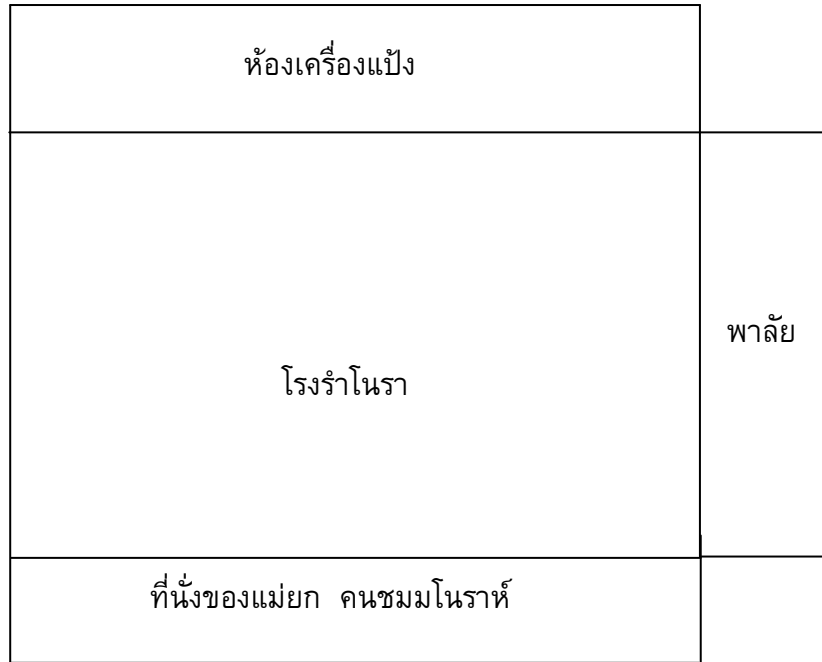 ห้องเครื่องแป้ง
พาลัย
โรงรำโนรา
ที่นั่งของแม่ยก คนชมมโนราห์